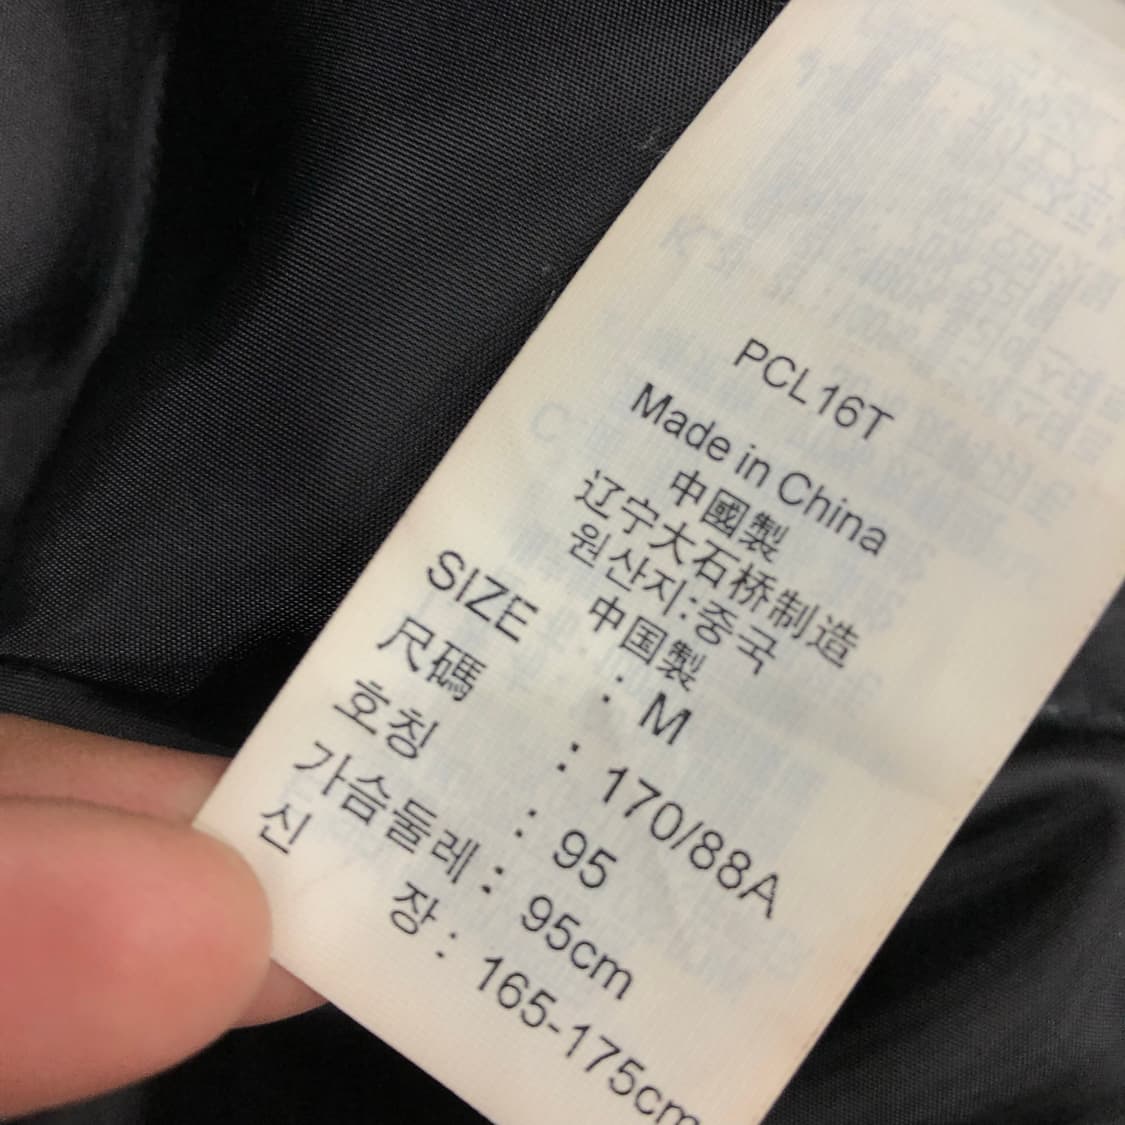 PCL16T
Made in China
中國製
辽宁大石桥制造
원산지:중국
中国製
SIZE : M
尺碼 : 170/88A
호칭 : 95
가슴둘레 : 95cm
신장 : 165-175cm